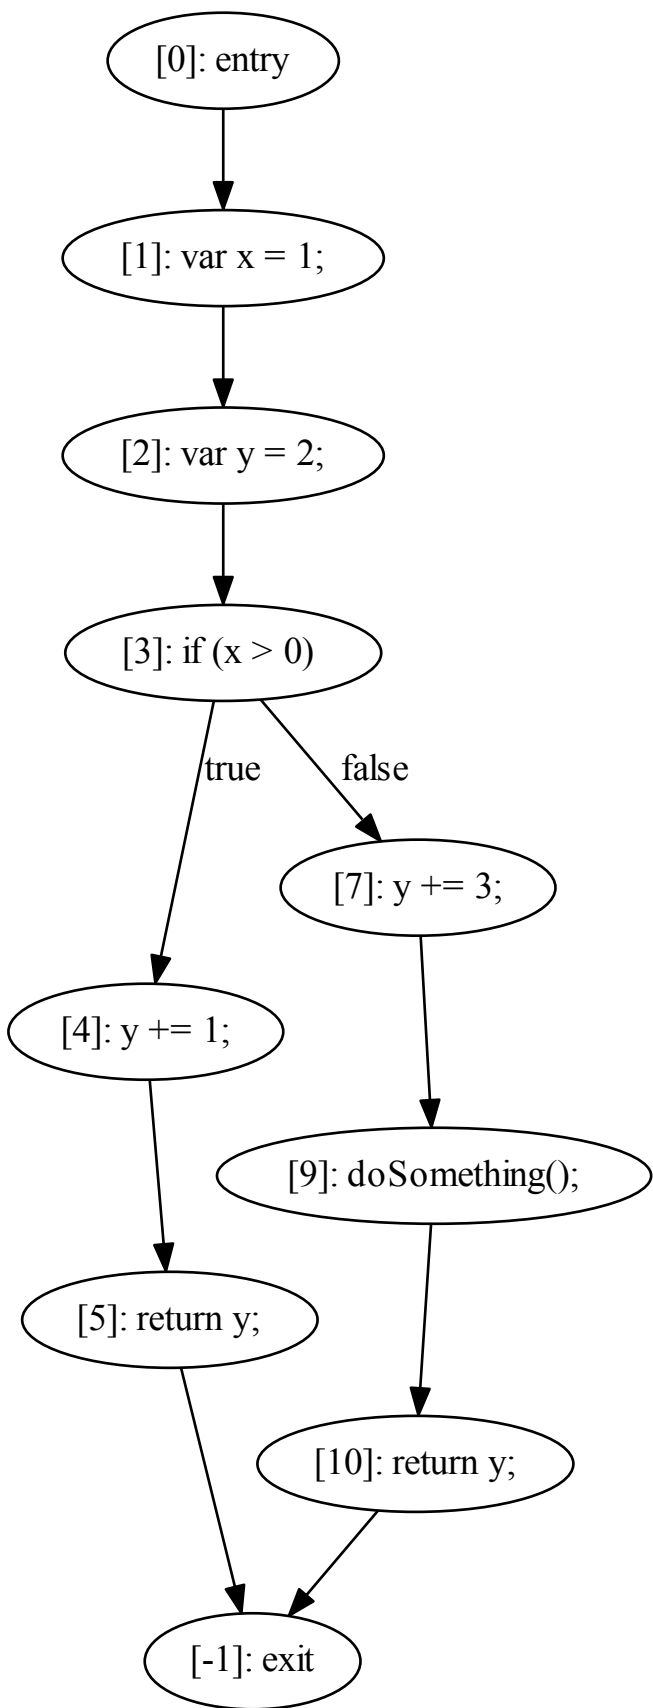 [0]: entry
[1]: var x = 1;
[2]: var y = 2;
[3]: if (x > 0)
true
false
[7]: y += 3;
[4]: y += 1;
[9]: doSomething();
[5]: return y;
[10]: return y;
[-1]: exit